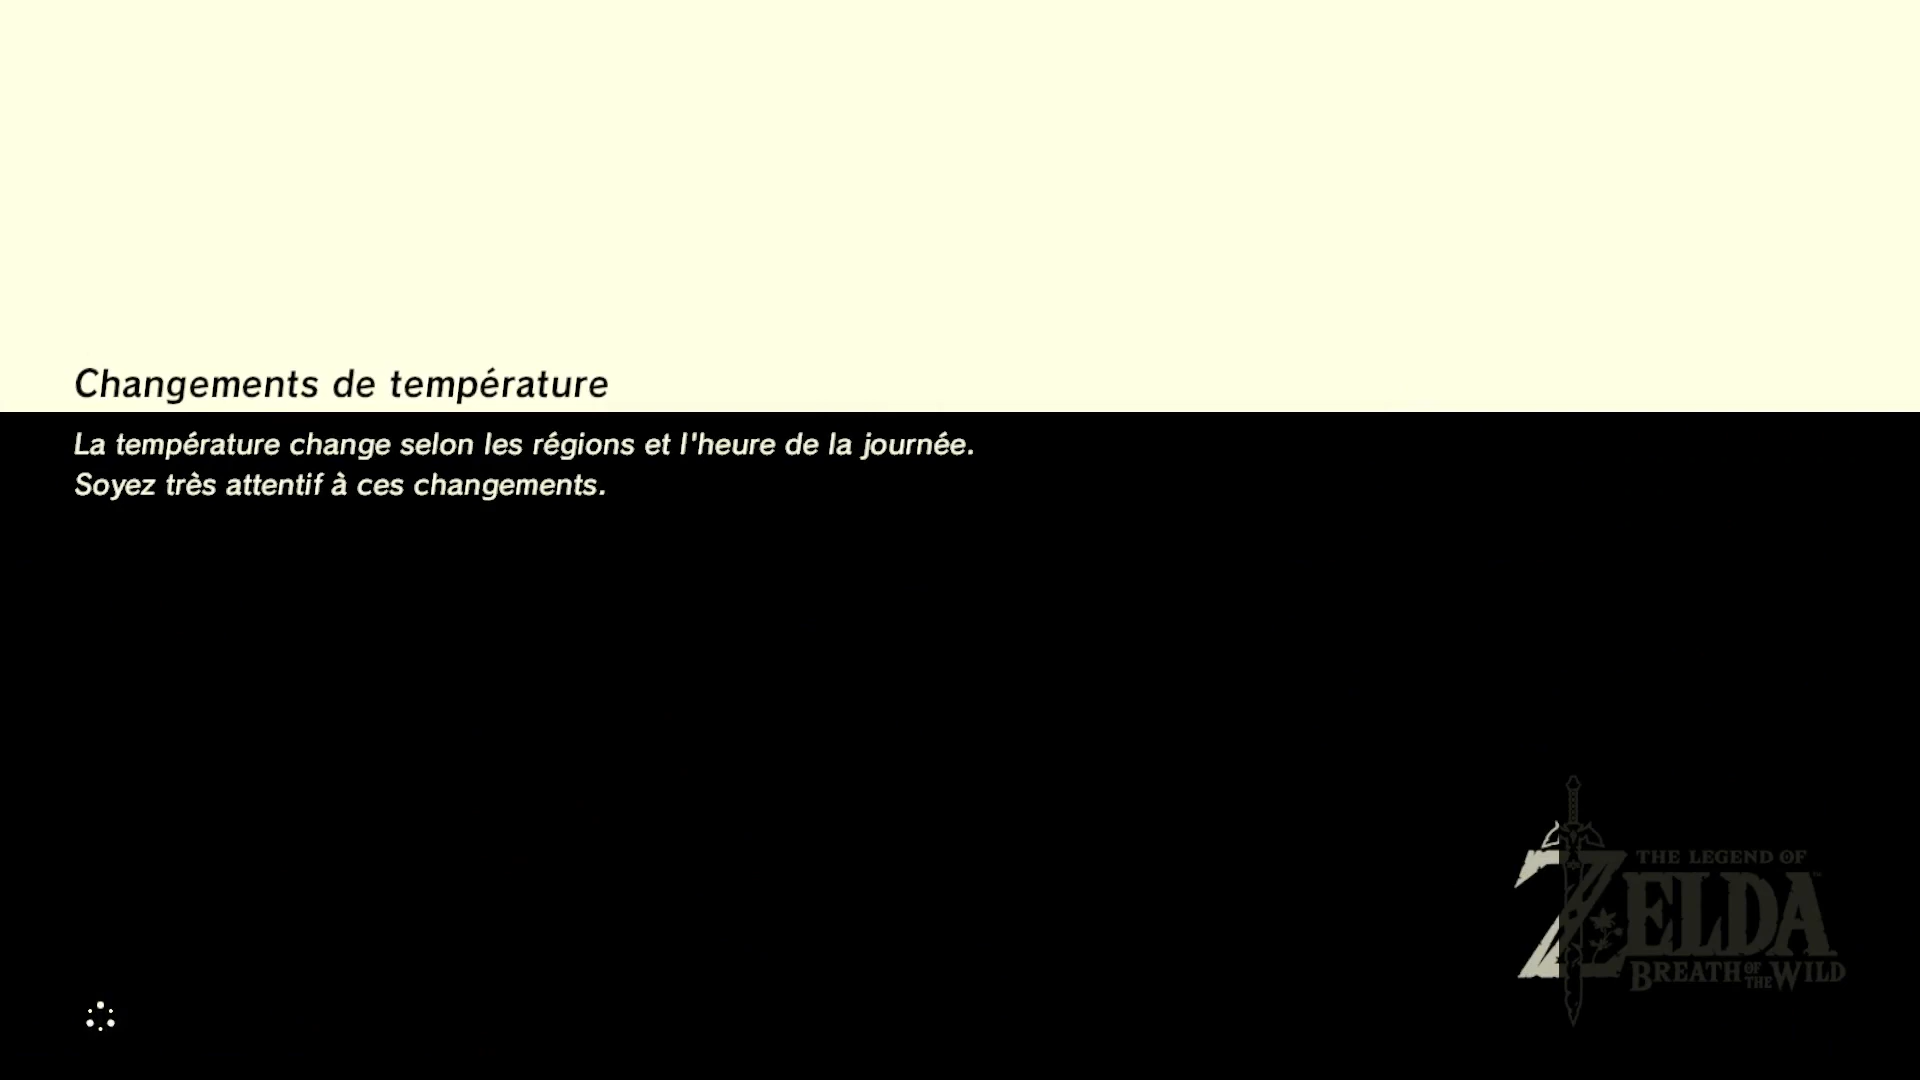 Changements de température
La température change selon les régions et l'heure de la journée.
Soyez très attentif à ces changements.
THE LEGEND OF
ZELDA
BREATH OF THE WILD